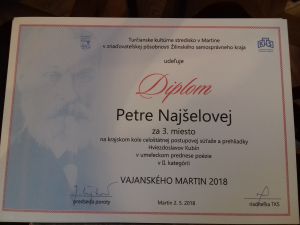 Turčianske kultúrne stredisko v Martine
v zriaďovateľskej pôsobnosti Žilinského samosprávneho kraja
udeľuje
Diplom
Petre Najšelovej
za 3. miesto
na krajskom kole celoštátnej postupovej súťaže a prehliadky
Hviezdoslavov Kubín
v umeleckom prednese poézie
v II. kategórii
VAJANSKÉHO MARTIN 2018
predseda poroty
Martin 2. 5. 2018
riaditeľka TKS